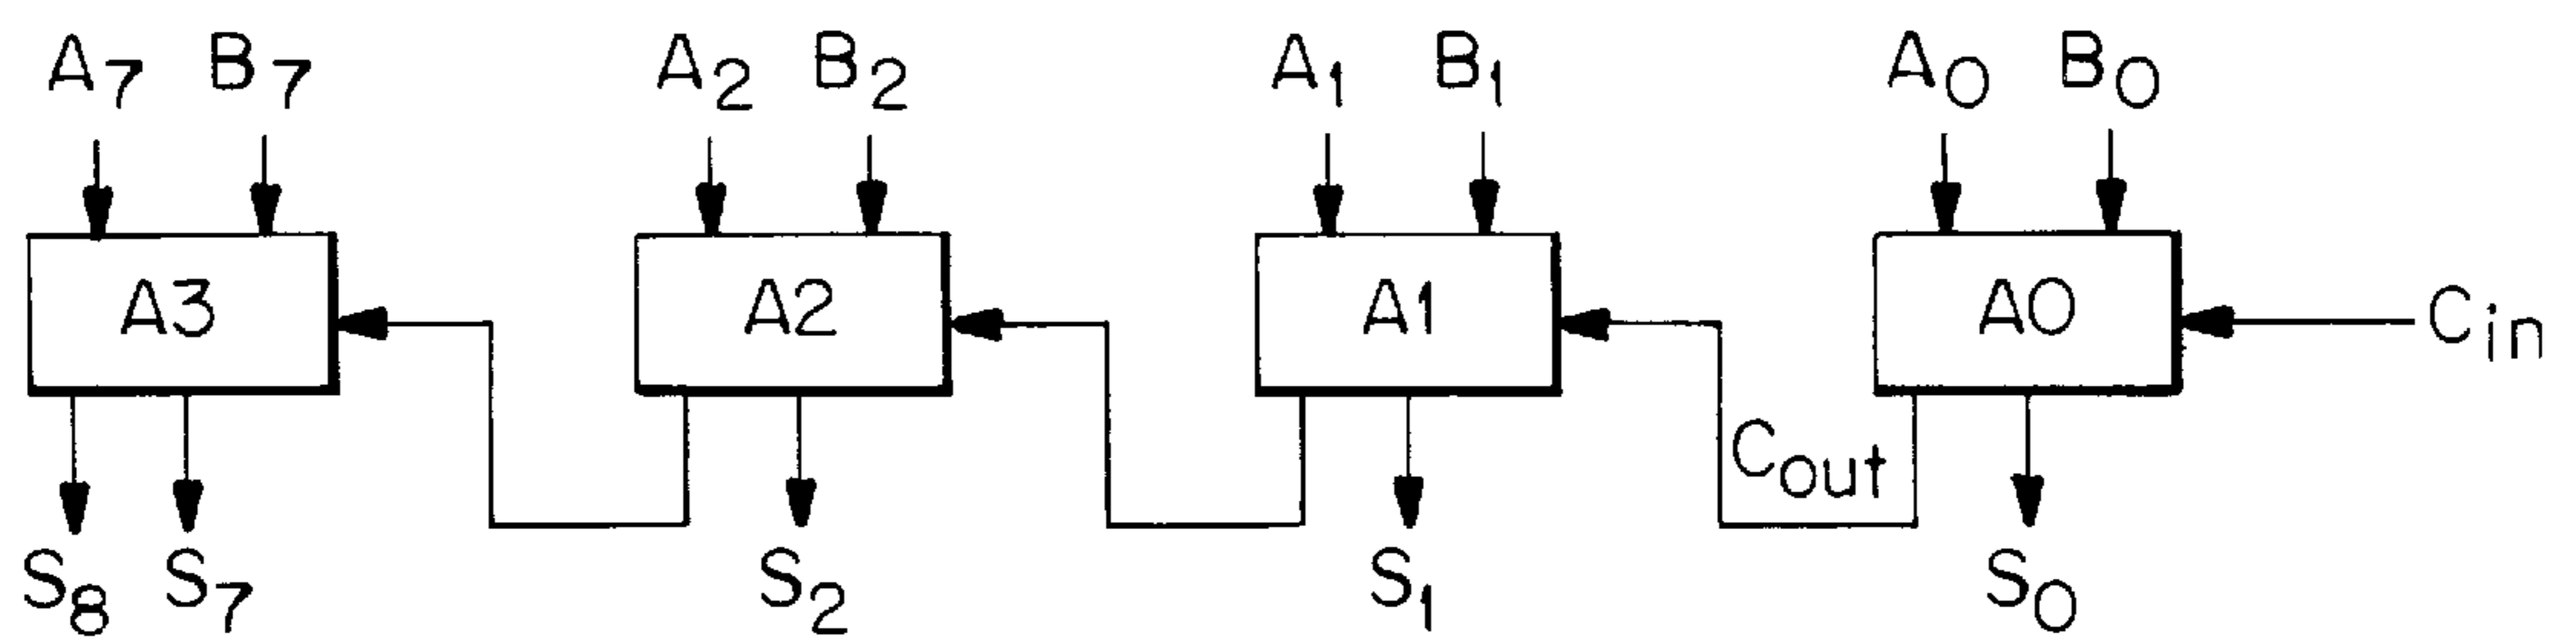 A7 B7 A2 B2 A1 B1 A0 B0
A3 A2 A1 A0 Cin
Cout
S8 S7 S2 S1 S0